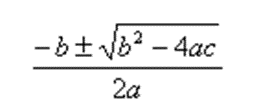 -b ± √b² - 4ac
2a